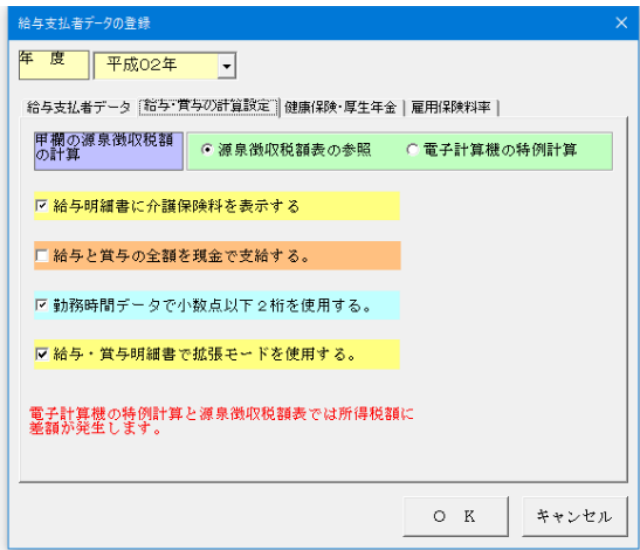 給与支払者データの登録
年 度
平成02年
給与支払者データ
給与・賞与の計算設定
健康保険・厚生年金
雇用保険料率
甲欄の源泉徴収税額
の計算
源泉徴収税額表の参照
電子計算機の特例計算
給与明細書に介護保険料を表示する
給与と賞与の全額を現金で支給する。
勤務時間データで小数点以下2桁を使用する。
給与・賞与明細書で拡張モードを使用する。
電子計算機の特例計算と源泉徴収税額表では所得税額に
差額が発生します。
O K
キャンセル